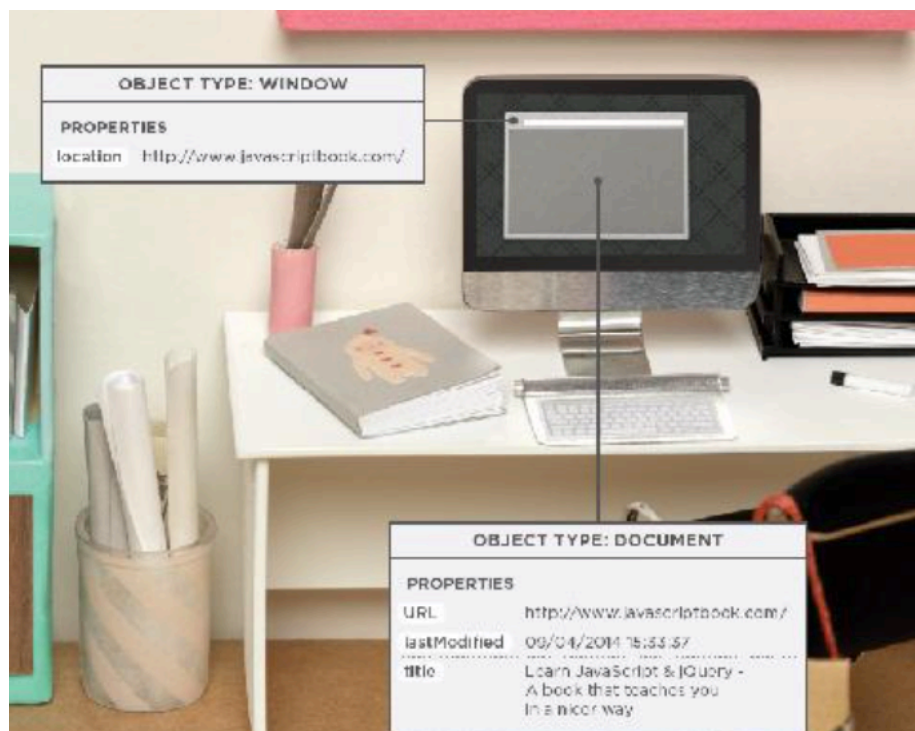 OBJECT TYPE: WINDOW
PROPERTIES
location http://www.javascriptbook.com/
OBJECT TYPE: DOCUMENT
PROPERTIES
URL http://www.javascriptbook.com/
lastModified 09/04/2014 15:33:37
title Learn JavaScript & jQuery -
A book that teaches you
in a nicer way